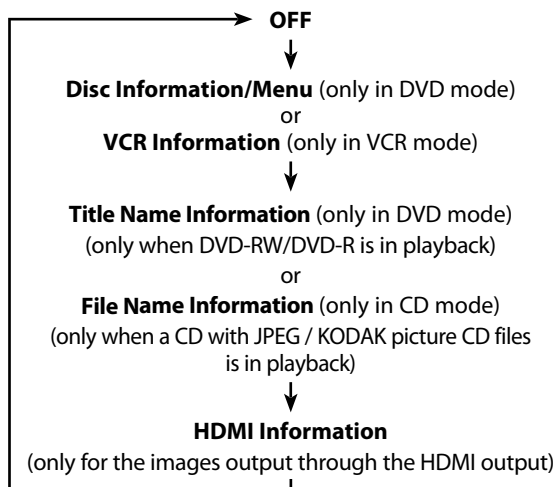 OFF
Disc Information/Menu (only in DVD mode)
or
VCR Information (only in VCR mode)
Title Name Information (only in DVD mode)
(only when DVD-RW/DVD-R is in playback)
or
File Name Information (only in CD mode)
(only when a CD with JPEG / KODAK picture CD files
is in playback)
HDMI Information
(only for the images output through the HDMI output)